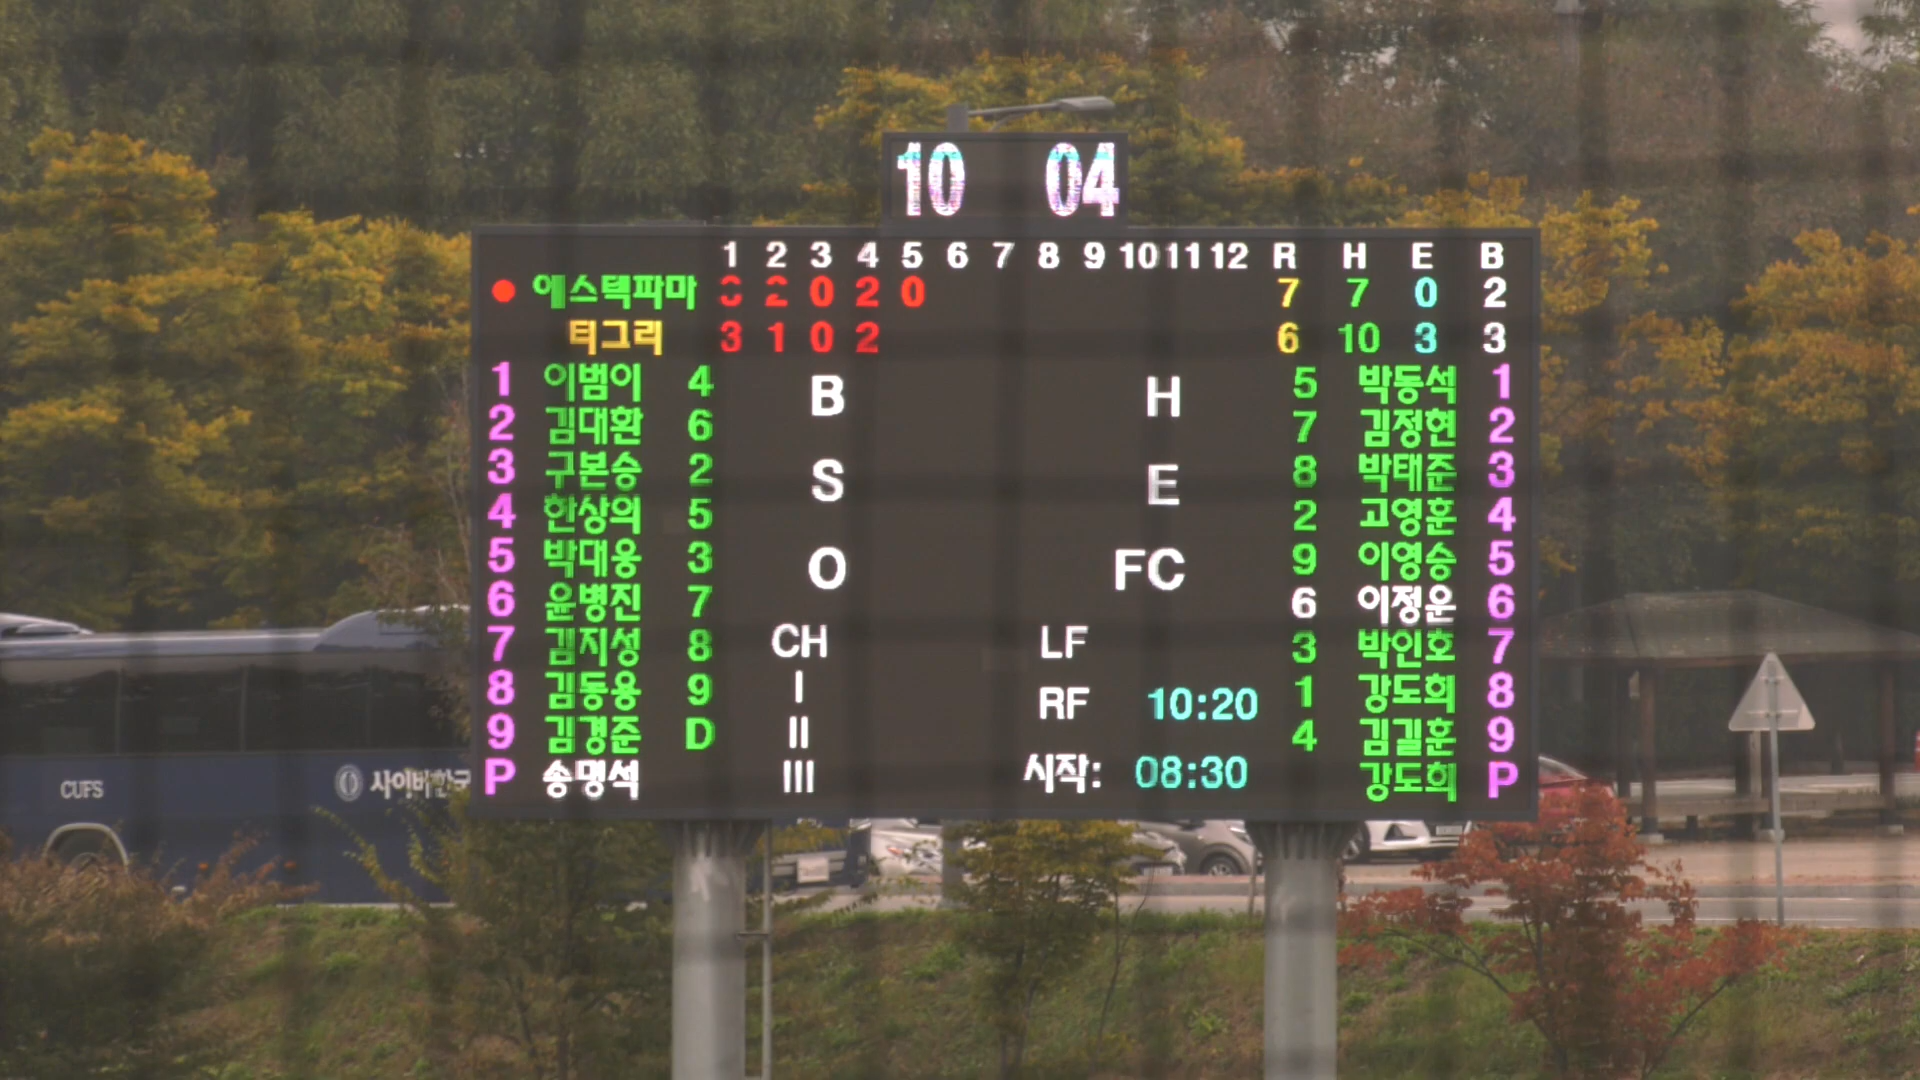 10 04
1 2 3 4 5 6 7 8 9 10 11 12 R H E B
에스텍파마 2 0 2 0 7 7 0 2
티그리 3 1 0 2 6 10 3 3
1 이범이 4 B H 5 박동석 1
2 김대환 6 7 김정현 2
3 구본승 2 S E 8 박태준 3
4 한상의 5 2 고영훈 4
5 박대웅 3 O FC 9 이영승 5
6 윤병진 7 6 이정운 6
7 김지성 8 CH LF 3 박인호 7
8 김동용 9 I RF 10:20 1 강도희 8
9 김경준 D II 4 김길훈 9
P 송명석 III 시작: 08:30 강도희 P
CUFS 사이버한국